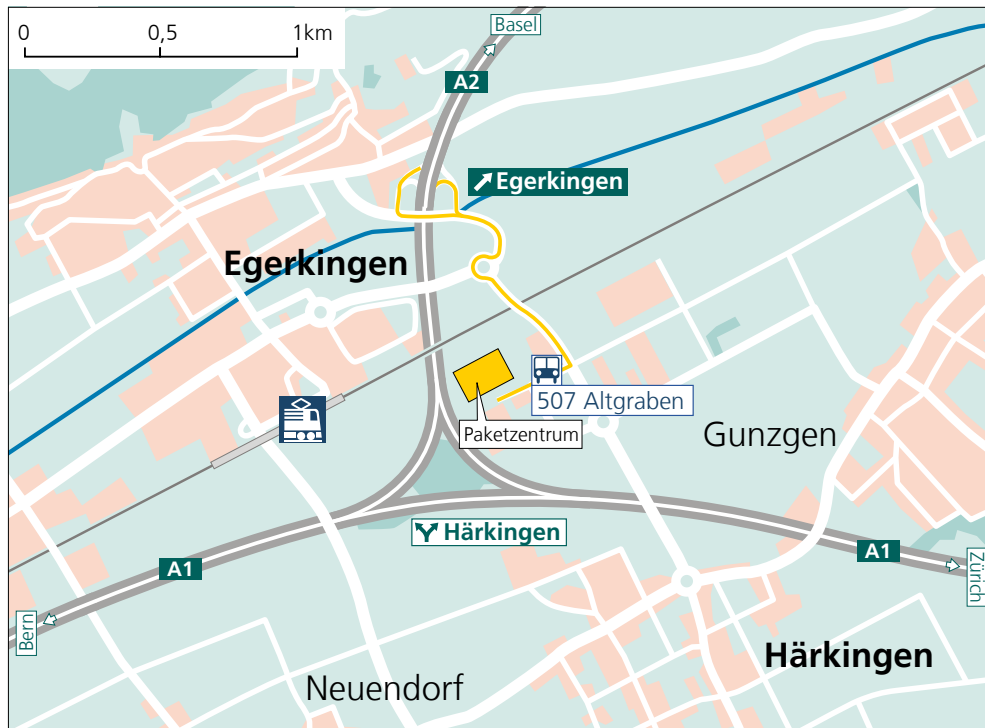 0 0,5 1km
Basel
A2
Egerkingen
Egerkingen
507 Altgraben
Paketzentrum
Gunzgen
Härkingen
A1
A1
Zürich
Bern
Härkingen
Neuendorf